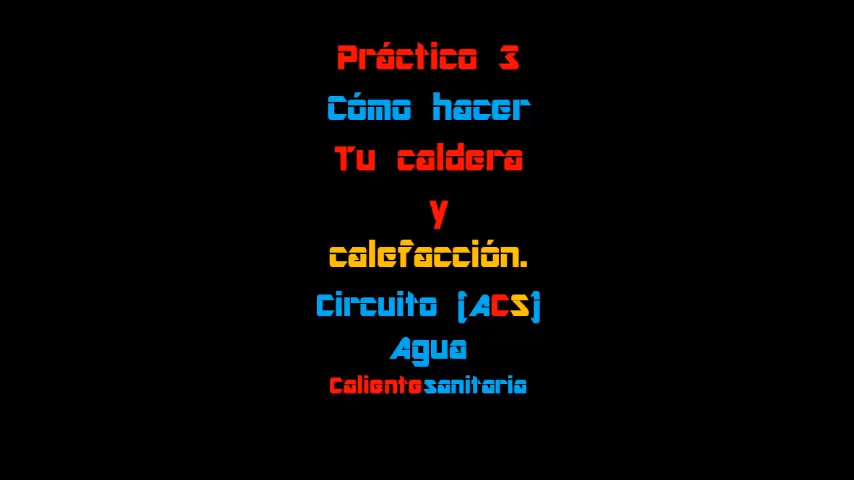 Práctico 3
Cómo hacer
Tu caldera
y
calefacción.
Circuito (ACS)
Agua
Calientesanitaria